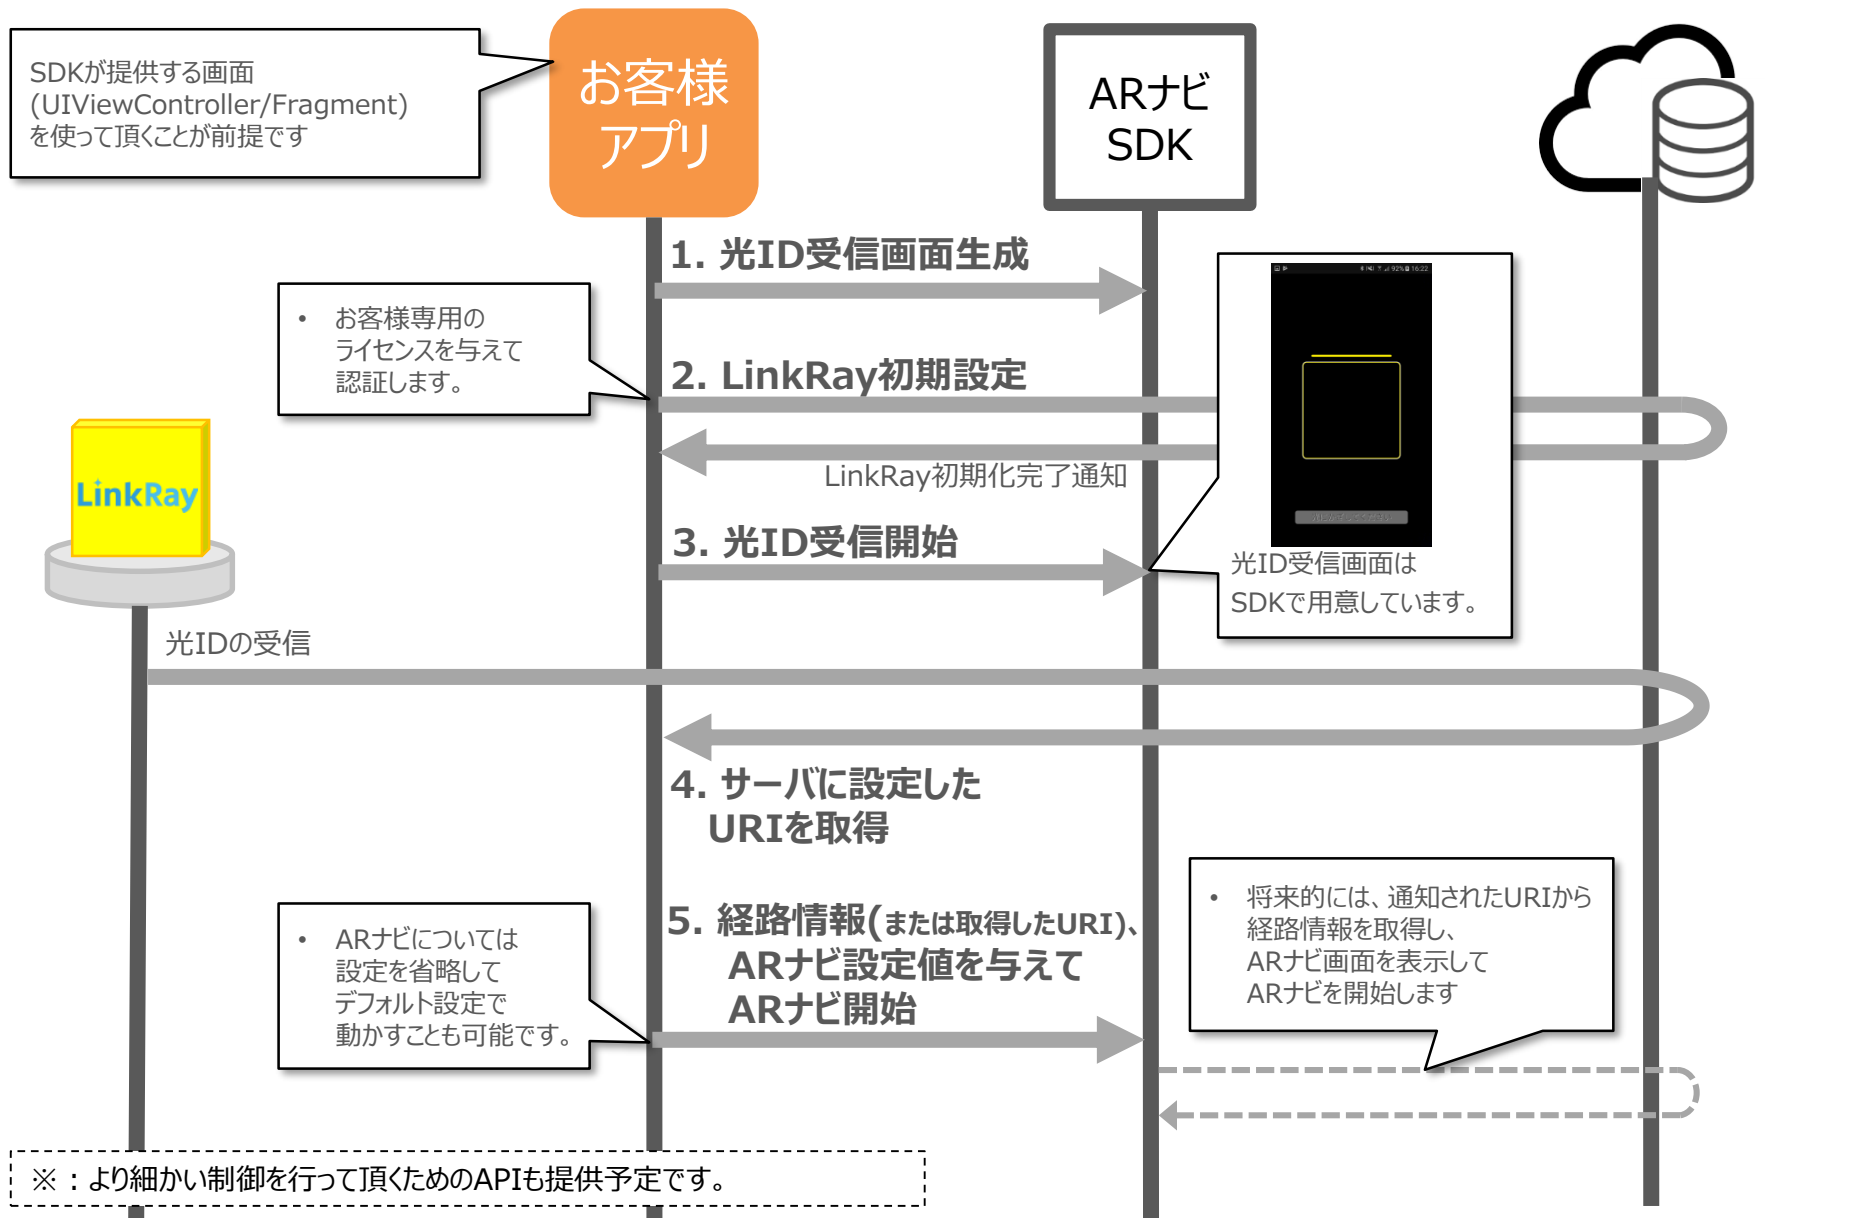 SDKが提供する画面
(UIViewController/Fragment)
を使って頂くことが前提です
お客様
アプリ
ARナビ
SDK
1. 光ID受信画面生成
• お客様専用の
ライセンスを与えて
認証します。
2. LinkRay初期設定
LinkRay初期化完了通知
92% 16:22
LinkRay
3. 光ID受信開始
光ID受信画面は
SDKで用意しています。
光IDの受信
4. サーバに設定した
URIを取得
• ARナビについては
設定を省略して
デフォルト設定で
動かすことも可能です。
5. 経路情報(または取得したURI)、
ARナビ設定値を与えて
ARナビ開始
• 将来的には、通知されたURIから
経路情報を取得し、
ARナビ画面を表示して
ARナビを開始します
※：より細かい制御を行って頂くためのAPIも提供予定です。